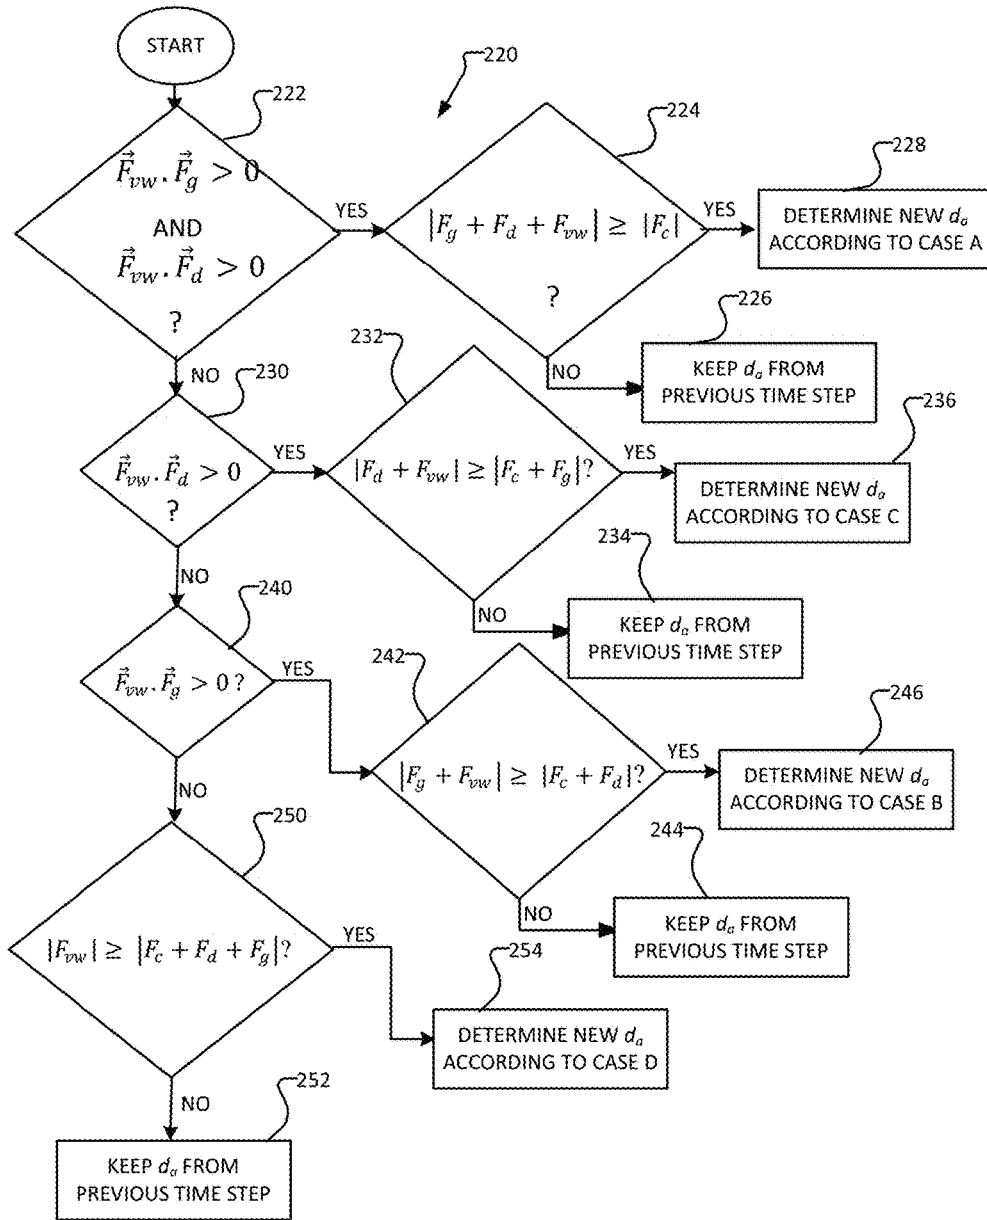 START
220
222
224
228
F⃗vw. F⃗g > 0
AND
F⃗vw. F⃗d > 0
?
YES
|Fg + Fd + Fvw| ≥ |Fc|
?
YES
DETERMINE NEW da
ACCORDING TO CASE A
226
NO
KEEP da FROM
PREVIOUS TIME STEP
NO
230
232
236
F⃗vw. F⃗d > 0
?
YES
|Fd + Fvw| ≥ |Fc + Fg|?
YES
DETERMINE NEW da
ACCORDING TO CASE C
234
NO
KEEP da FROM
PREVIOUS TIME STEP
NO
240
242
246
F⃗vw. F⃗g > 0 ?
YES
|Fg + Fvw| ≥ |Fc + Fd|?
YES
DETERMINE NEW da
ACCORDING TO CASE B
244
NO
KEEP da FROM
PREVIOUS TIME STEP
NO
250
|Fvw| ≥ |Fc + Fd + Fg|?
YES
254
DETERMINE NEW da
ACCORDING TO CASE D
NO
252
KEEP da FROM
PREVIOUS TIME STEP